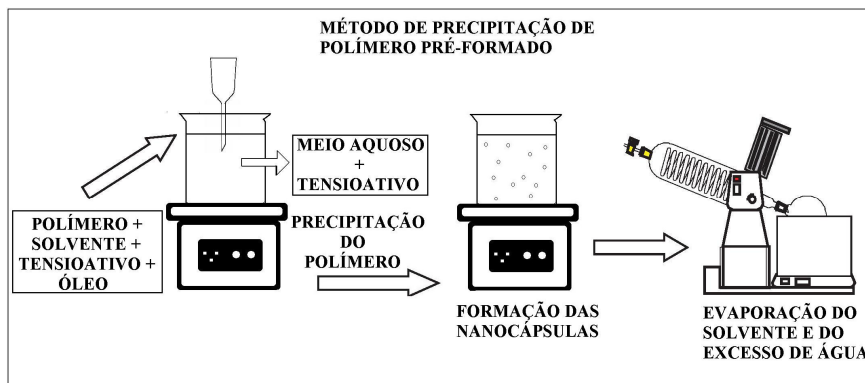 MÉTODO DE PRECIPITAÇÃO DE
POLÍMERO PRÉ-FORMADO
MEIO AQUOSO
+
TENSIOATIVO
POLÍMERO +
SOLVENTE +
TENSIOATIVO +
ÓLEO
PRECIPITAÇÃO
DO
POLÍMERO
FORMAÇÃO DAS
NANOCÁPSULAS
EVAPORAÇÃO DO
SOLVENTE E DO
EXCESSO DE ÁGUA